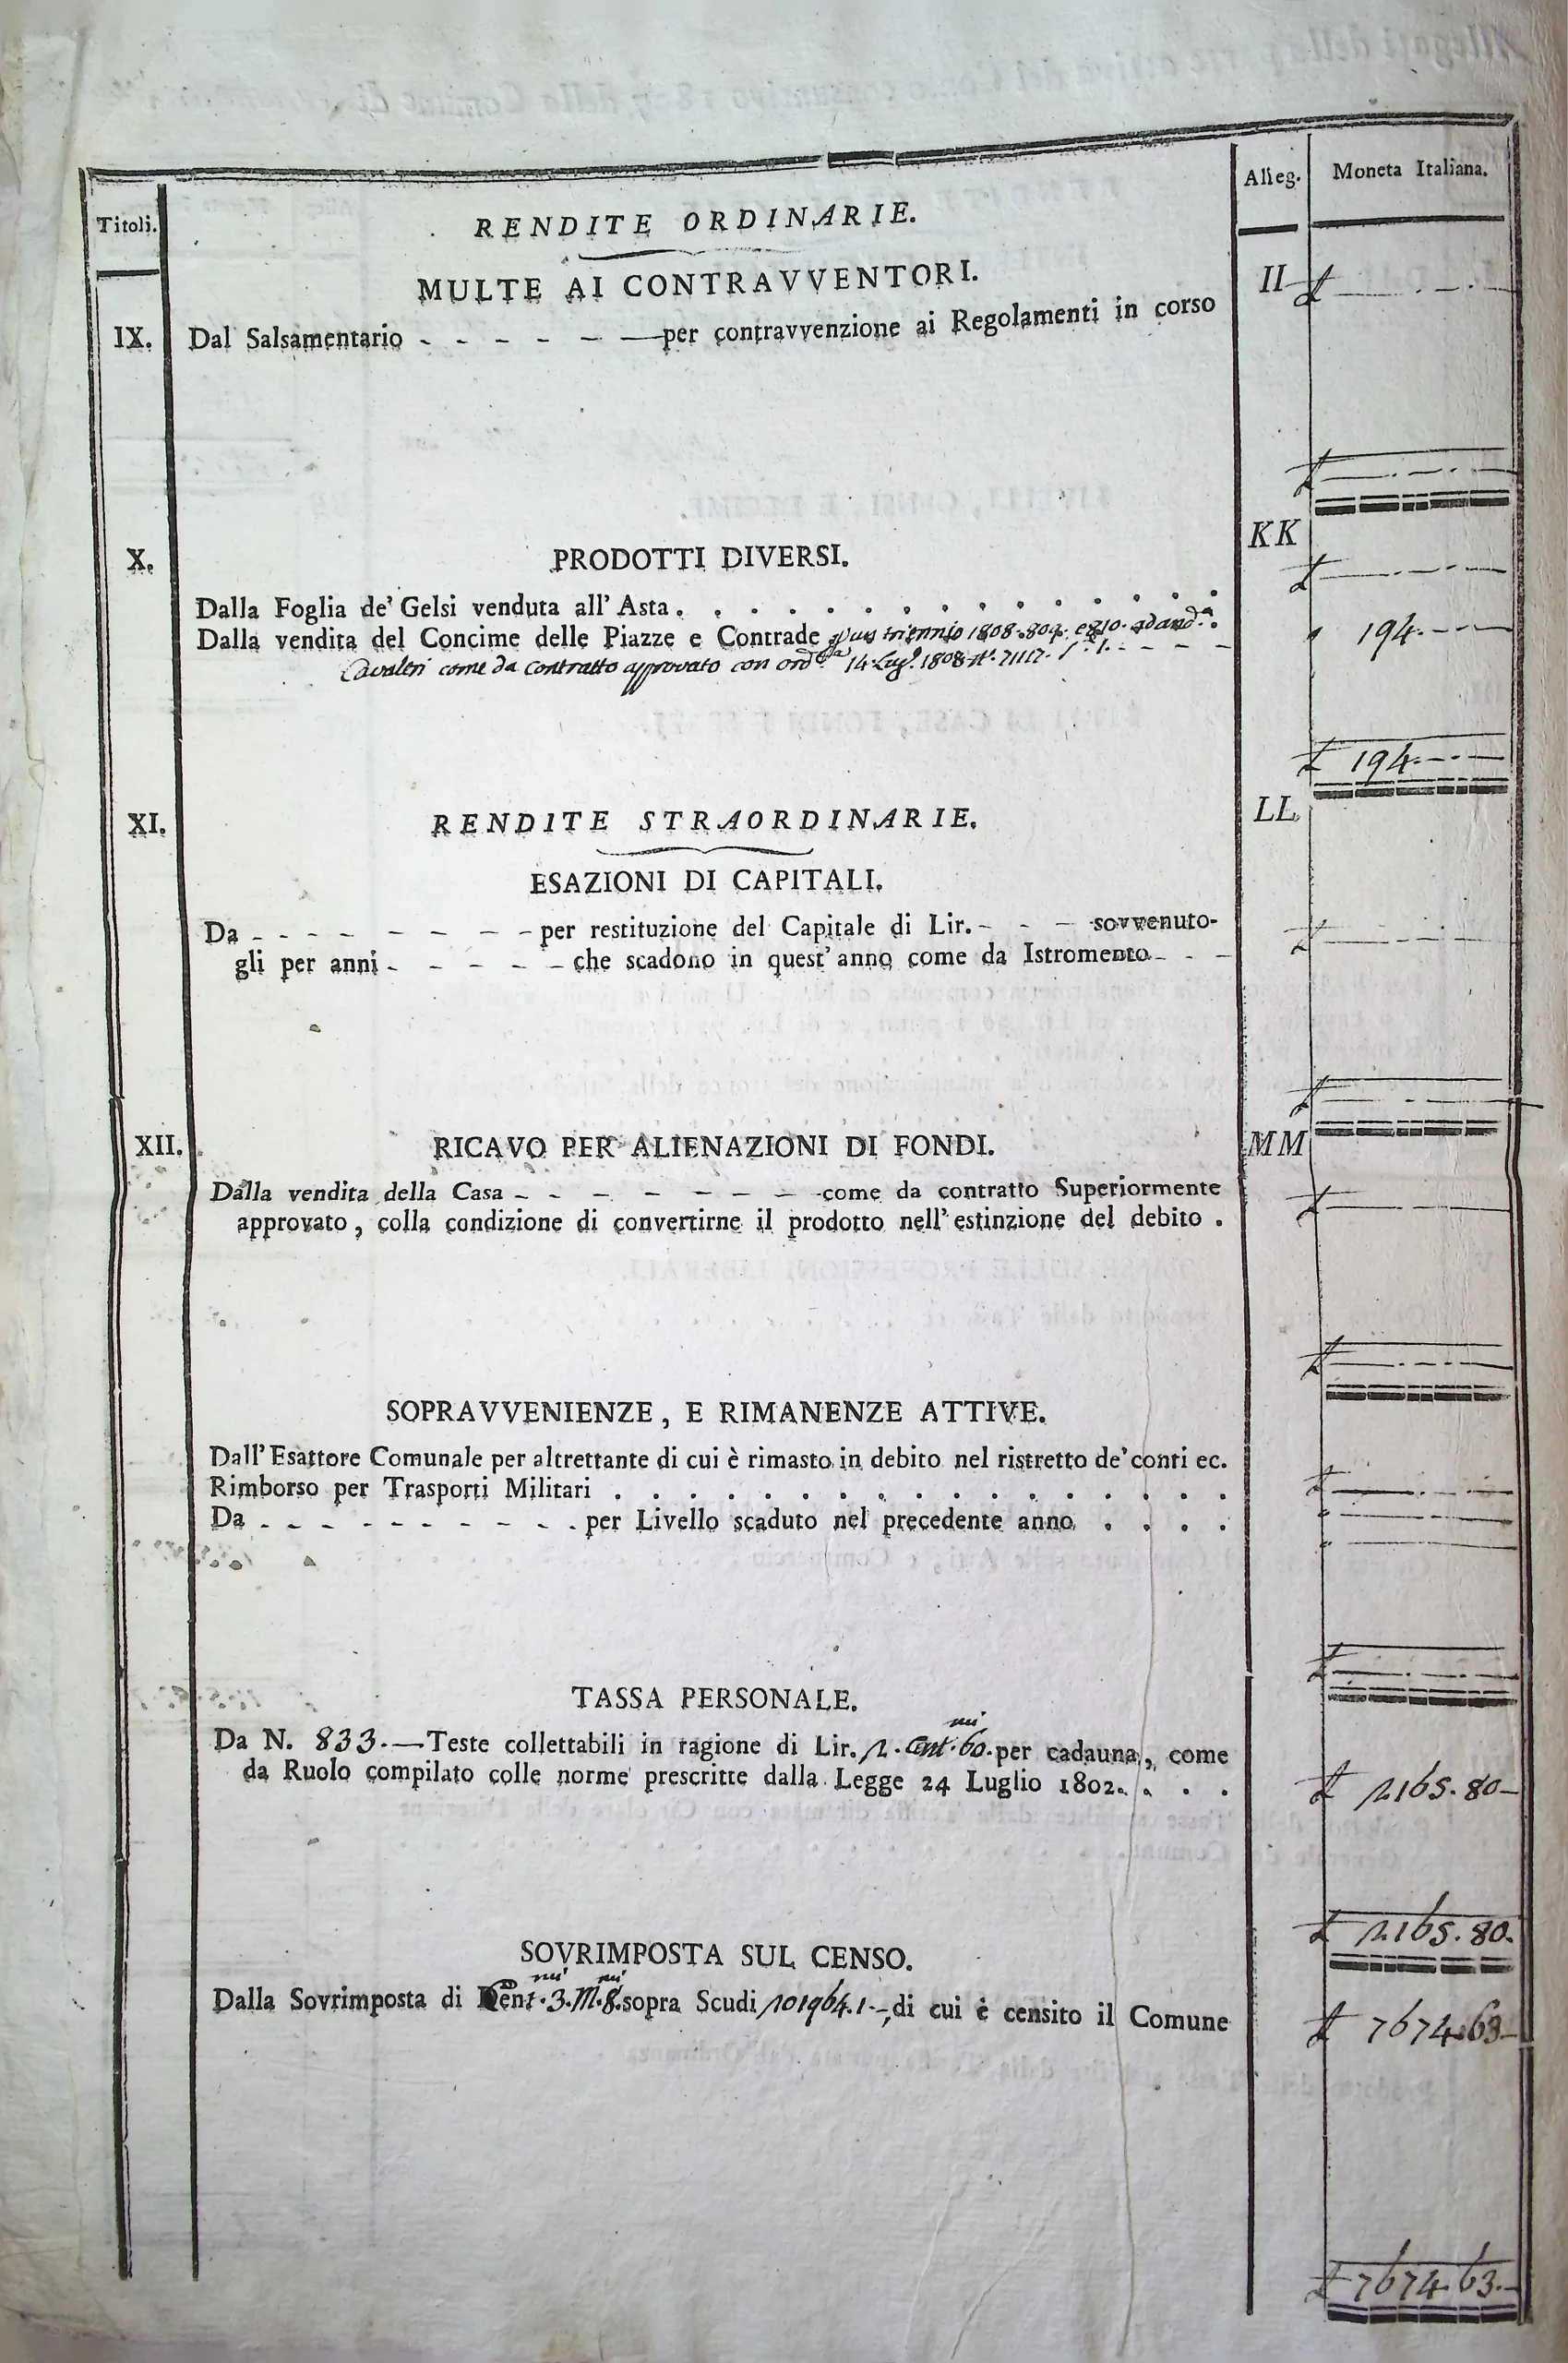 Titoli.
Alleg.
Moneta Italiana.
RENDITE ORDINARIE.
MULTE AI CONTRAVVENTORI.
II
£ — . — . —
IX. Dal Salsamentario - - - - - — per contravvenzione ai Regolamenti in corso
£ — . — . —
KK
X. PRODOTTI DIVERSI.
£ — . — . —
Dalla Foglia de' Gelsi venduta all' Asta . . . . . . . . . . . . . . .
Dalla vendita del Concime delle Piazze e Contrade triennio 1808. 809. e 810. 194. - - -
Cavaleri come da contratto approvato con ord.za 14. Lug.o 1808 N.o 7117. - - -
£ 194. - - -
XI. RENDITE STRAORDINARIE.
LL
ESAZIONI DI CAPITALI.
Da - - - - - - - - per restituzione del Capitale di Lir. - - - sovvenuto-
£ — . — . —
gli per anni - - - - - che scadono in quest' anno come da Istromento - - -
£ — . — . —
XII. RICAVO PER ALIENAZIONI DI FONDI.
MM
Dalla vendita della Casa - - - - - - - come da contratto Superiormente
£ — . — . —
approvato, colla condizione di convertirne il prodotto nell' estinzione del debito .
£ — . — . —
SOPRAVVENIENZE, E RIMANENZE ATTIVE.
Dall' Esattore Comunale per altrettante di cui è rimasto in debito nel ristretto de' conti ec.
Rimborso per Trasporti Militari . . . . . . . . . . . . . . . .
£ — . — . —
Da - - - - - - - - - - per Livello scaduto nel precedente anno . . . .
£ — . — . —
TASSA PERSONALE.
Da N. 833. — Teste collettabili in ragione di Lir. 2. Cent.mi 60. per cadauna, come
da Ruolo compilato colle norme prescritte dalla Legge 24 Luglio 1802. . . .
£ 2165. 80 -
£ 2165. 80.
SOVRIMPOSTA SUL CENSO.
Dalla Sovrimposta di Cent.mi 3. M.mi 8. sopra Scudi 201964. 1. - di cui è censito il Comune
£ 7674. 63 -
£ 7674. 63. -